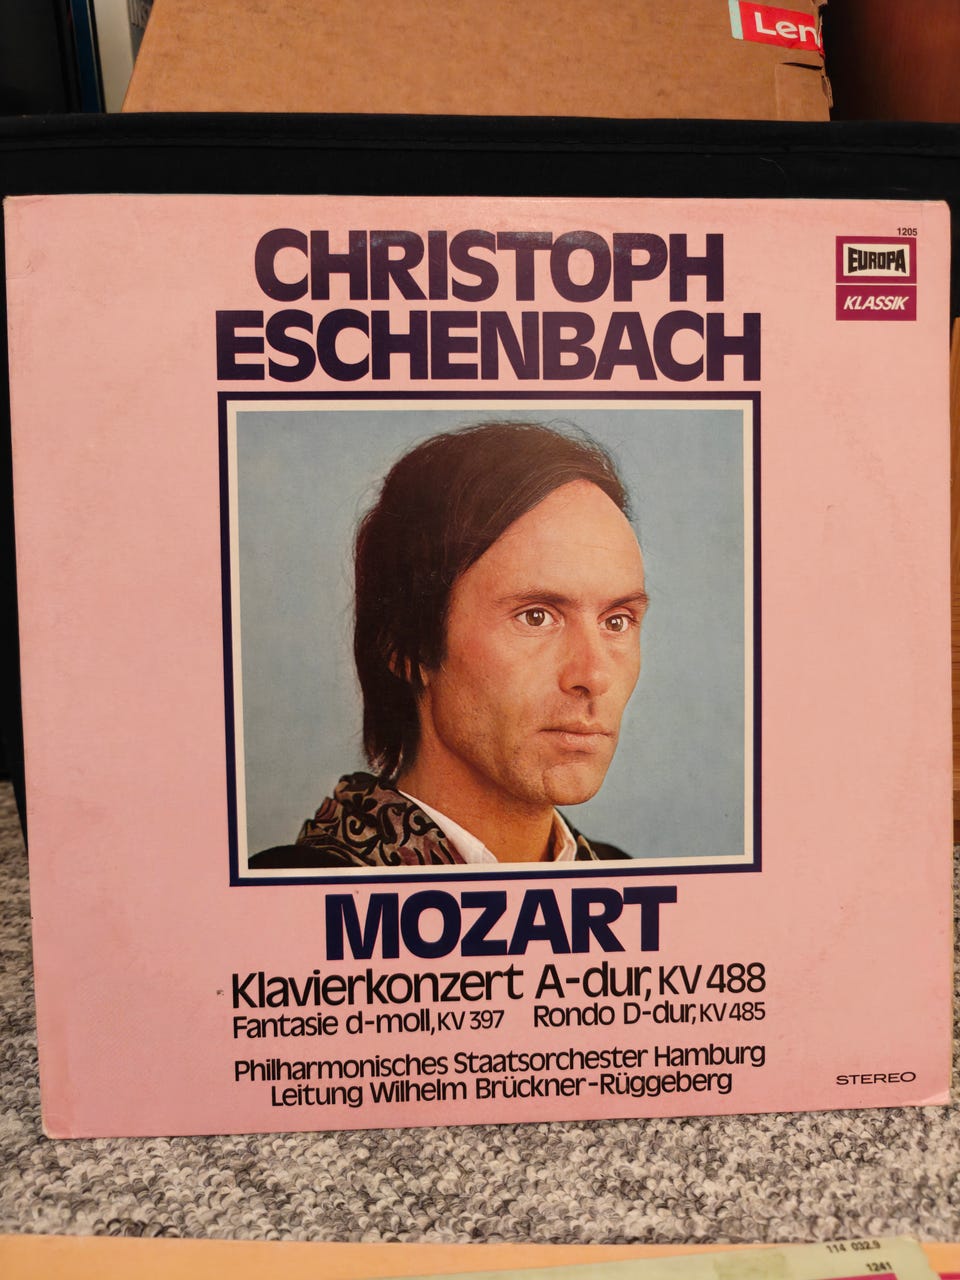 Len
CHRISTOPH
ESCHENBACH
1205
EUROPA
KLASSIK
MOZART
Klavierkonzert A-dur, KV 488
Fantasie d-moll, KV 397 Rondo D-dur, KV 485
Philharmonisches Staatsorchester Hamburg
Leitung Wilhelm Brückner-Rüggeberg
STEREO
114 032.9
1241